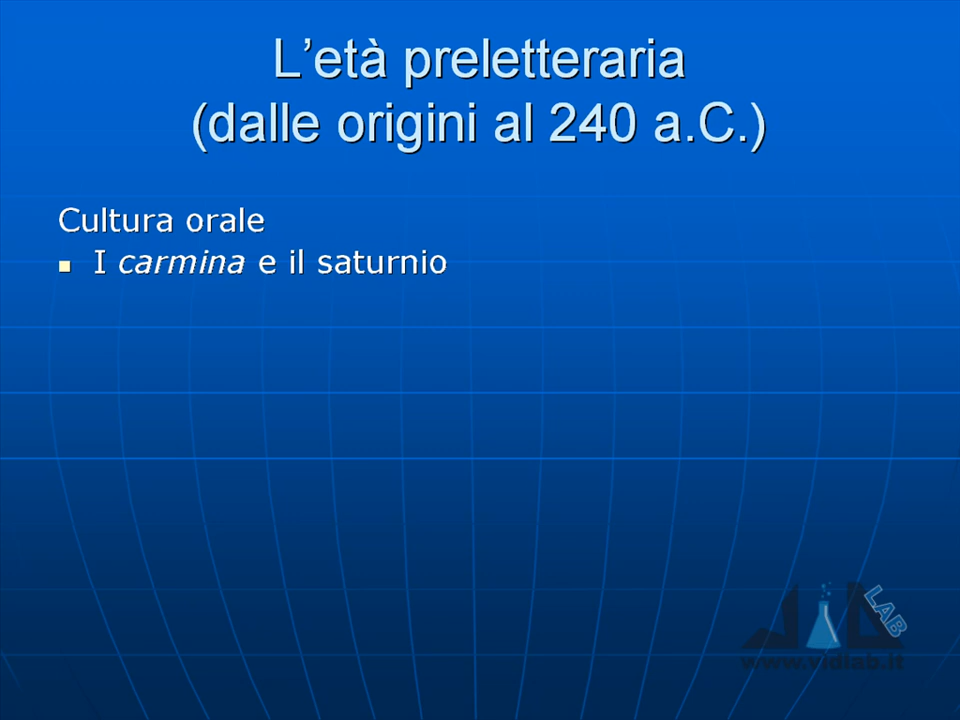 L’età preletteraria
(dalle origini al 240 a.C.)
Cultura orale
I carmina e il saturnio
LAB
www.vidlab.it